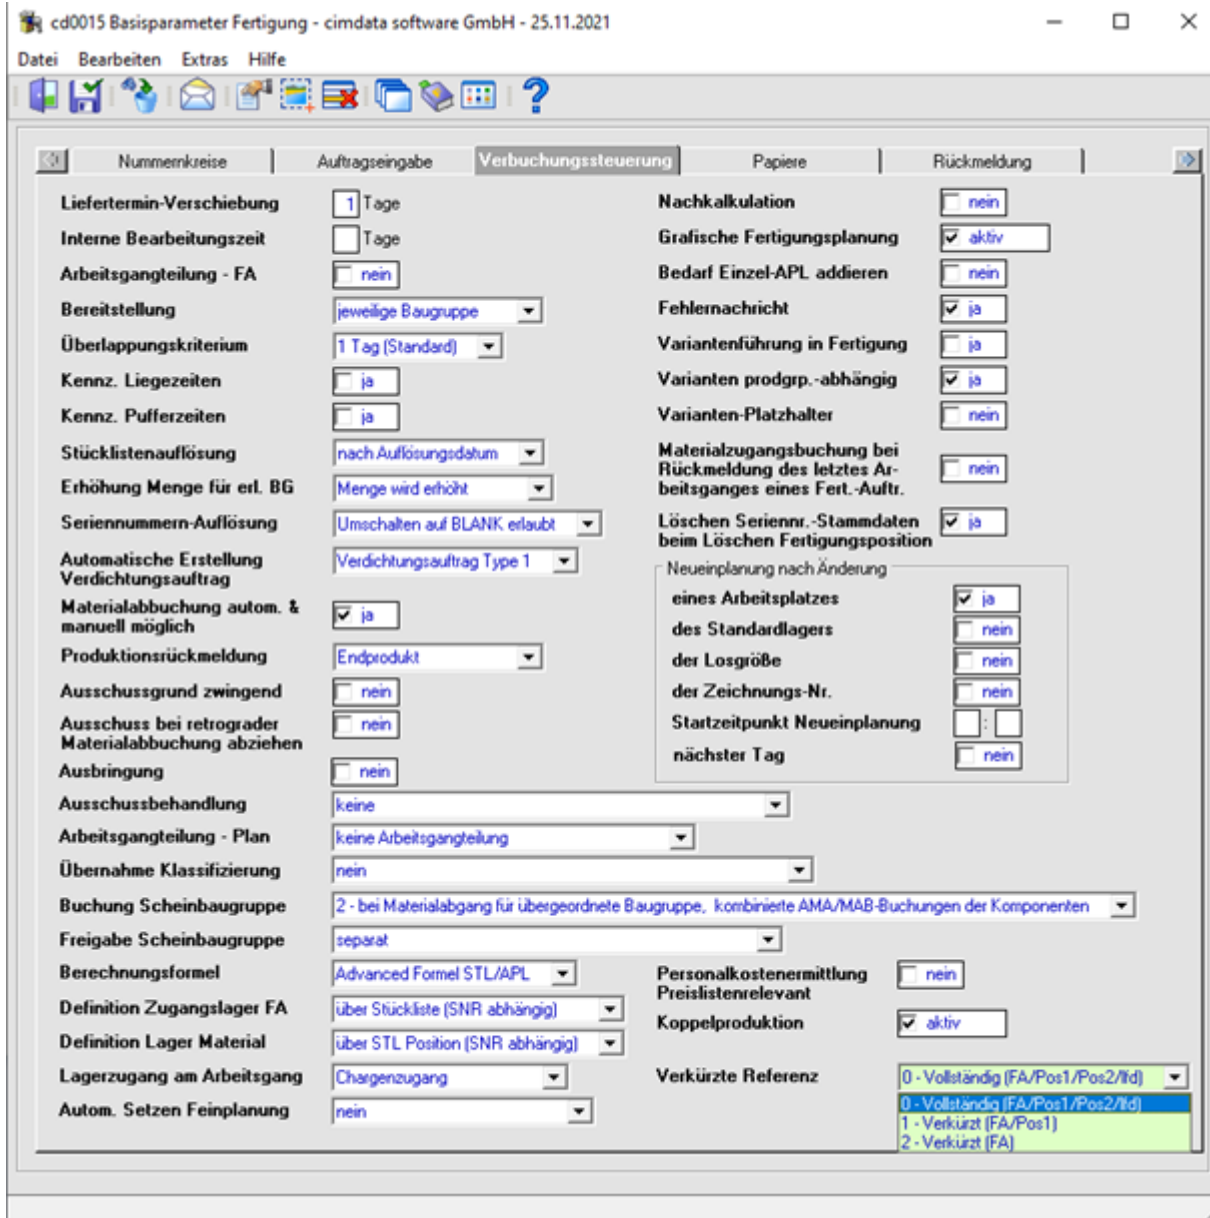 cd0015 Basisparameter Fertigung - cimdata software GmbH - 25.11.2021
Datei Bearbeiten Extras Hilfe
Nummernkreise Auftragseingabe Verbuchungssteuerung Papiere Rückmeldung
Liefertermin-Verschiebung 1 Tage
Interne Bearbeitungszeit Tage
Arbeitsgangteilung - FA nein
Bereitstellung jeweilige Baugruppe
Überlappungskriterium 1 Tag (Standard)
Kennz. Liegezeiten ja
Kennz. Pufferzeiten ja
Stücklistenauflösung nach Auflösungsdatum
Erhöhung Menge für erl. BG Menge wird erhöht
Seriennummern-Auflösung Umschalten auf BLANK erlaubt
Automatische Erstellung Verdichtungsauftrag Type 1
Verdichtungsauftrag
Materialabbuchung autom. &
manuell möglich ja
Produktionsrückmeldung Endprodukt
Ausschussgrund zwingend nein
Ausschuss bei retrograder nein
Materialabbuchung abziehen
Ausbringung nein
Nachkalkulation nein
Grafische Fertigungsplanung aktiv
Bedarf Einzel-APL addieren nein
Fehlernachricht ja
Variantenführung in Fertigung ja
Varianten prodgrp.-abhängig ja
Varianten-Platzhalter nein
Materialzugangsbuchung bei
Rückmeldung des letztes Ar- nein
beitsganges eines Fert.-Auftr.
Löschen Seriennr.-Stammdaten ja
beim Löschen Fertigungsposition
Neueinplanung nach Änderung
eines Arbeitsplatzes ja
des Standardlagers nein
der Losgröße nein
der Zeichnungs-Nr. nein
Startzeitpunkt Neueinplanung :
nächster Tag nein
Ausschussbehandlung keine
Arbeitsgangteilung - Plan keine Arbeitsgangteilung
Übernahme Klassifizierung nein
Buchung Scheinbaugruppe 2 - bei Materialabgang für übergeordnete Baugruppe, kombinierte AMA/MAB-Buchungen der Komponenten
Freigabe Scheinbaugruppe separat
Berechnungsformel Advanced Formel STL/APL
Definition Zugangslager FA über Stückliste (SNR abhängig)
Definition Lager Material über STL Position (SNR abhängig)
Lagerzugang am Arbeitsgang Chargenzugang
Autom. Setzen Feinplanung nein
Personalkostenermittlung nein
Preislistenrelevant
Koppelproduktion aktiv
Verkürzte Referenz 0 - Vollständig (FA/Pos1/Pos2/lfd)
0 - Vollständig (FA/Pos1/Pos2/lfd)
1 - Verkürzt (FA/Pos1)
2 - Verkürzt (FA)